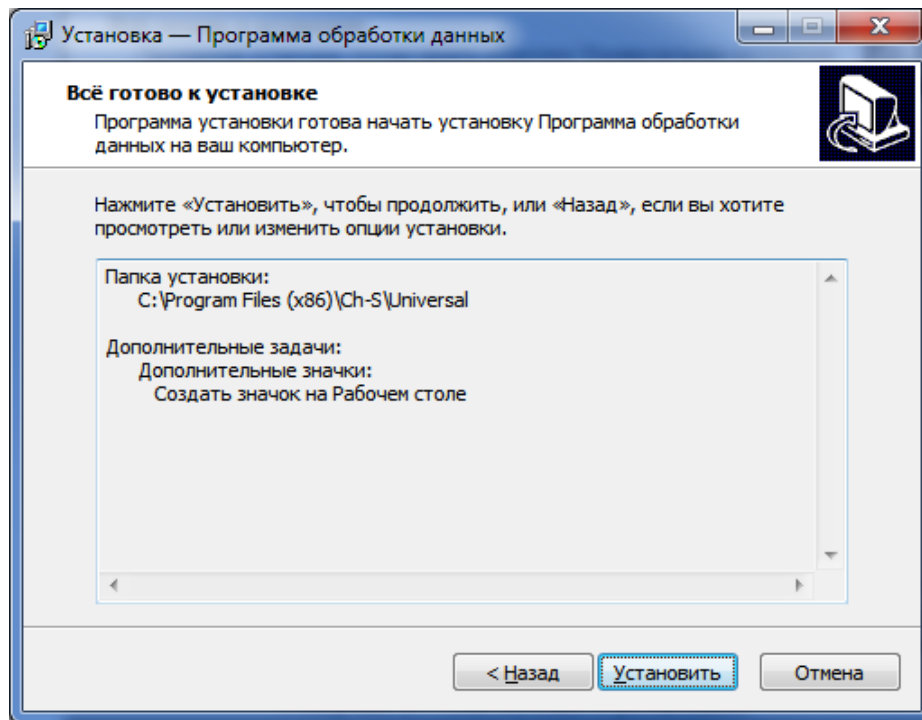 Установка — Программа обработки данных
Всё готово к установке
Программа установки готова начать установку Программа обработки
данных на ваш компьютер.
Нажмите «Установить», чтобы продолжить, или «Назад», если вы хотите
просмотреть или изменить опции установки.
Папка установки:
C:\Program Files (x86)\Ch-S\Universal
Дополнительные задачи:
Дополнительные значки:
Создать значок на Рабочем столе
< Назад
Установить
Отмена